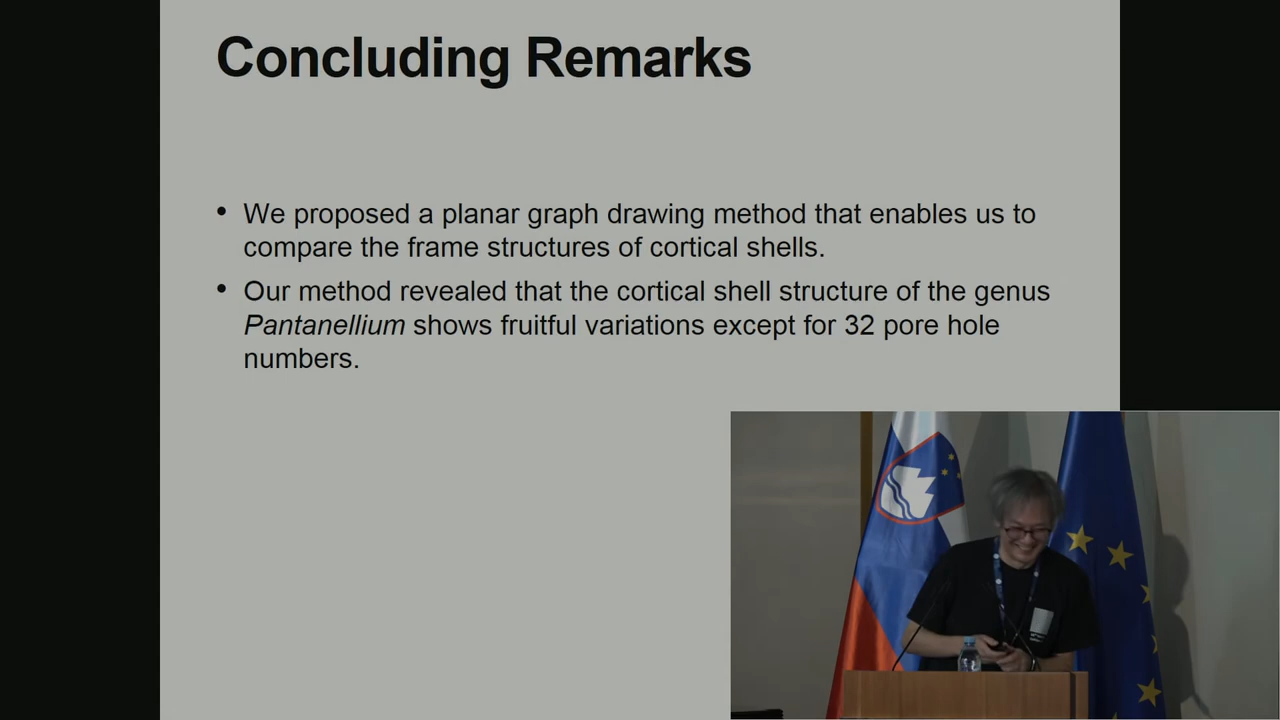 Concluding Remarks
• We proposed a planar graph drawing method that enables us to
compare the frame structures of cortical shells.
• Our method revealed that the cortical shell structure of the genus
Pantanellium shows fruitful variations except for 32 pore hole
numbers.